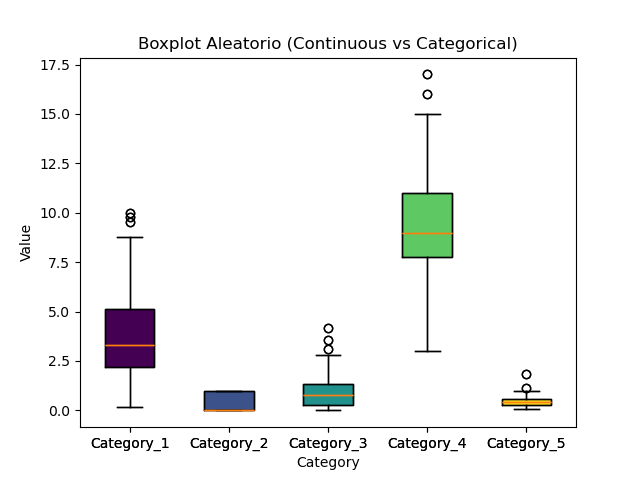 Boxplot Aleatorio (Continuous vs Categorical)
17.5
15.0
12.5
10.0
7.5
5.0
2.5
0.0
Value
Category_1 Category_2 Category_3 Category_4 Category_5
Category